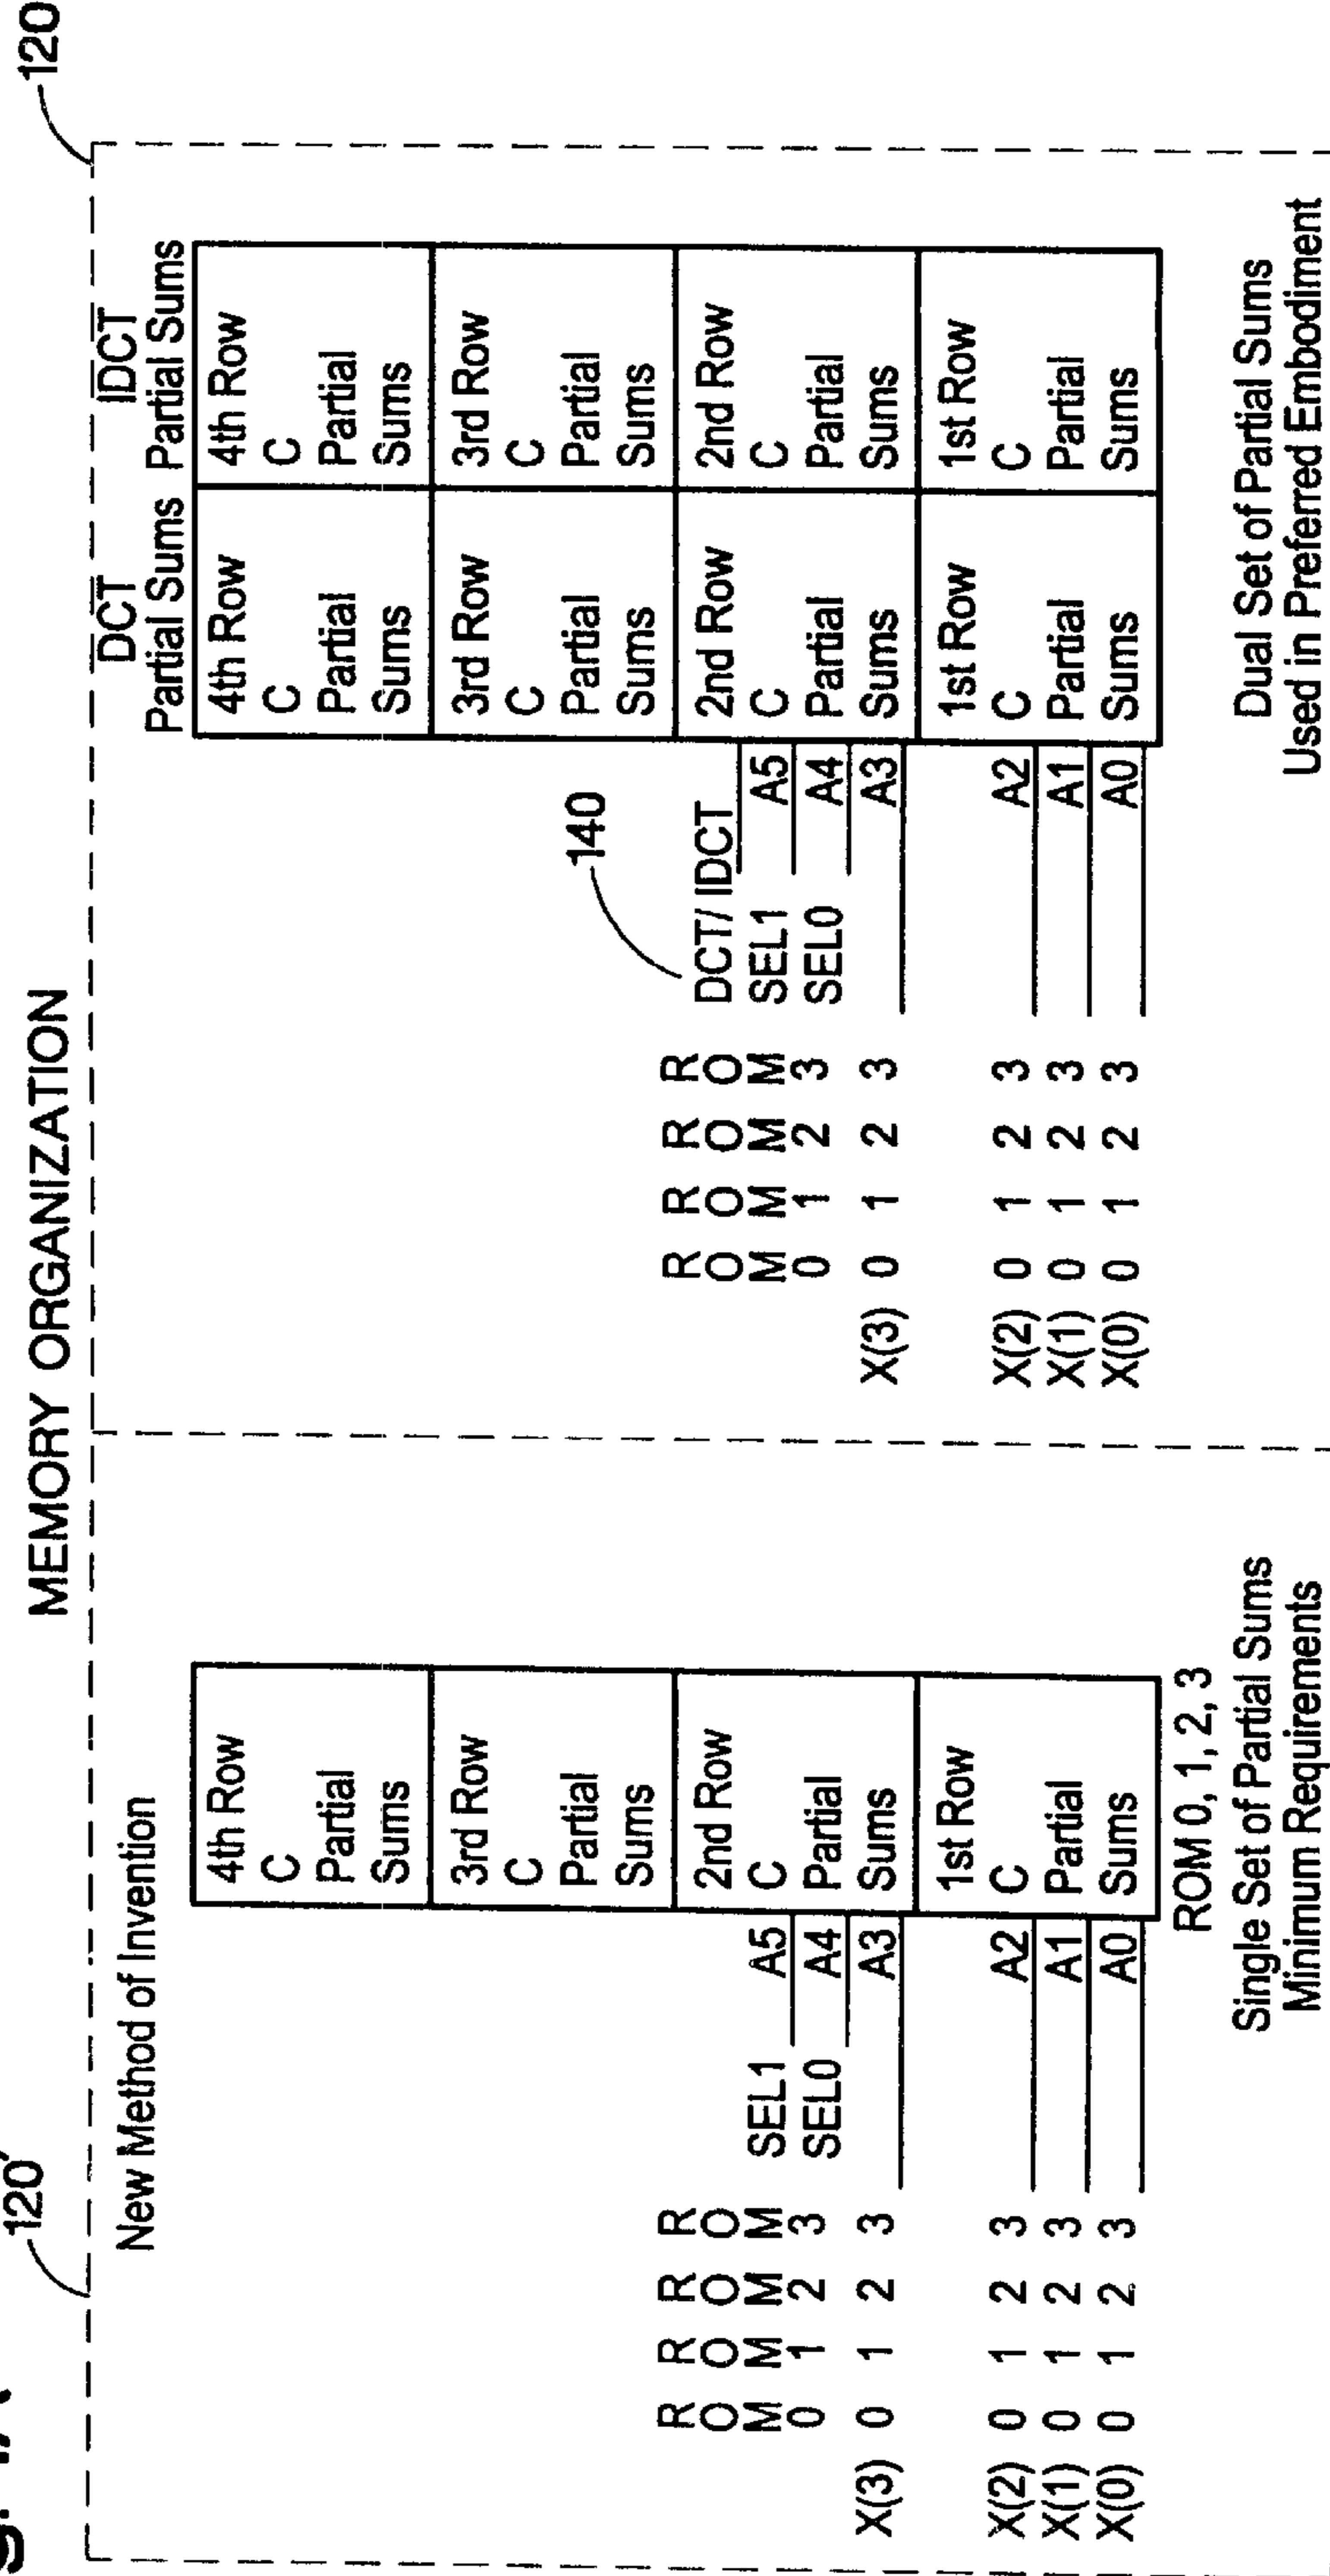 MEMORY ORGANIZATION
120'
120
New Method of Invention
4th Row
C
Partial
Sums
3rd Row
C
Partial
Sums
2nd Row
C
Partial
Sums
1st Row
C
Partial
Sums
SEL1 A5
SEL0 A4
A3
A2
A1
A0
R R R R
O O O O
M M M M
0 1 2 3
X(3) 0 1 2 3
X(2) 0 1 2 3
X(1) 0 1 2 3
X(0) 0 1 2 3
ROM 0, 1, 2, 3
Single Set of Partial Sums
Minimum Requirements
DCT IDCT
Partial Sums Partial Sums
4th Row 4th Row
C C
Partial Partial
Sums Sums
3rd Row 3rd Row
C C
Partial Partial
Sums Sums
2nd Row 2nd Row
C C
Partial Partial
Sums Sums
1st Row 1st Row
C C
Partial Partial
Sums Sums
140
DCT/ IDCT
SEL1 A5
SEL0 A4
A3
A2
A1
A0
R R R R
O O O O
M M M M
0 1 2 3
X(3) 0 1 2 3
X(2) 0 1 2 3
X(1) 0 1 2 3
X(0) 0 1 2 3
Dual Set of Partial Sums
Used in Preferred Embodiment